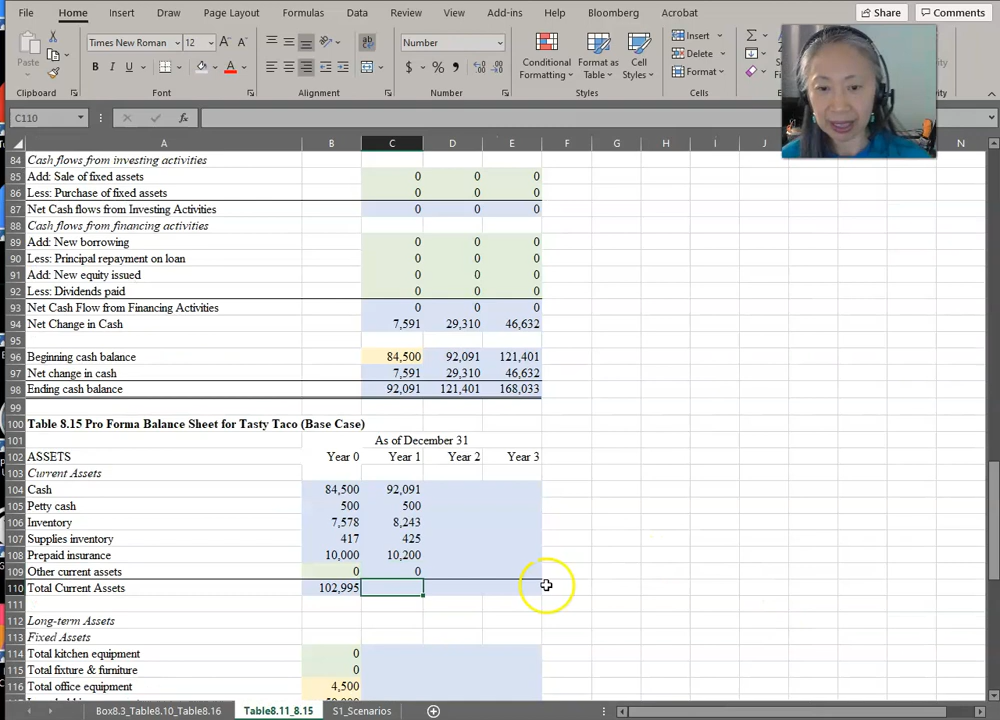 File Home Insert Draw Page Layout Formulas Data Review View Add-ins Help Bloomberg Acrobat Share Comments
Paste Times New Roman 12 A A Number Conditional Format as Cell Insert
B I U A $ % Formatting Table Styles Delete
Format
Clipboard Font Alignment Number Styles Cells
C110 fx
A B C D E F G H I J K L M N
84 Cash flows from investing activities
85 Add: Sale of fixed assets 0 0 0
86 Less: Purchase of fixed assets 0 0 0
87 Net Cash flows from Investing Activities 0 0 0
88 Cash flows from financing activities
89 Add: New borrowing 0 0 0
90 Less: Principal repayment on loan 0 0 0
91 Add: New equity issued 0 0 0
92 Less: Dividends paid 0 0 0
93 Net Cash Flow from Financing Activities 0 0 0
94 Net Change in Cash 7,591 29,310 46,632
95
96 Beginning cash balance 84,500 92,091 121,401
97 Net change in cash 7,591 29,310 46,632
98 Ending cash balance 92,091 121,401 168,033
99
100 Table 8.15 Pro Forma Balance Sheet for Tasty Taco (Base Case)
101 As of December 31
102 ASSETS Year 0 Year 1 Year 2 Year 3
103 Current Assets
104 Cash 84,500 92,091
105 Petty cash 500 500
106 Inventory 7,578 8,243
107 Supplies inventory 417 425
108 Prepaid insurance 10,000 10,200
109 Other current assets 0 0
110 Total Current Assets 102,995
111
112 Long-term Assets
113 Fixed Assets
114 Total kitchen equipment 0
115 Total fixture & furniture 0
116 Total office equipment 4,500
Box8.3_Table8.10_Table8.16 Table8.11_8.15 S1_Scenarios